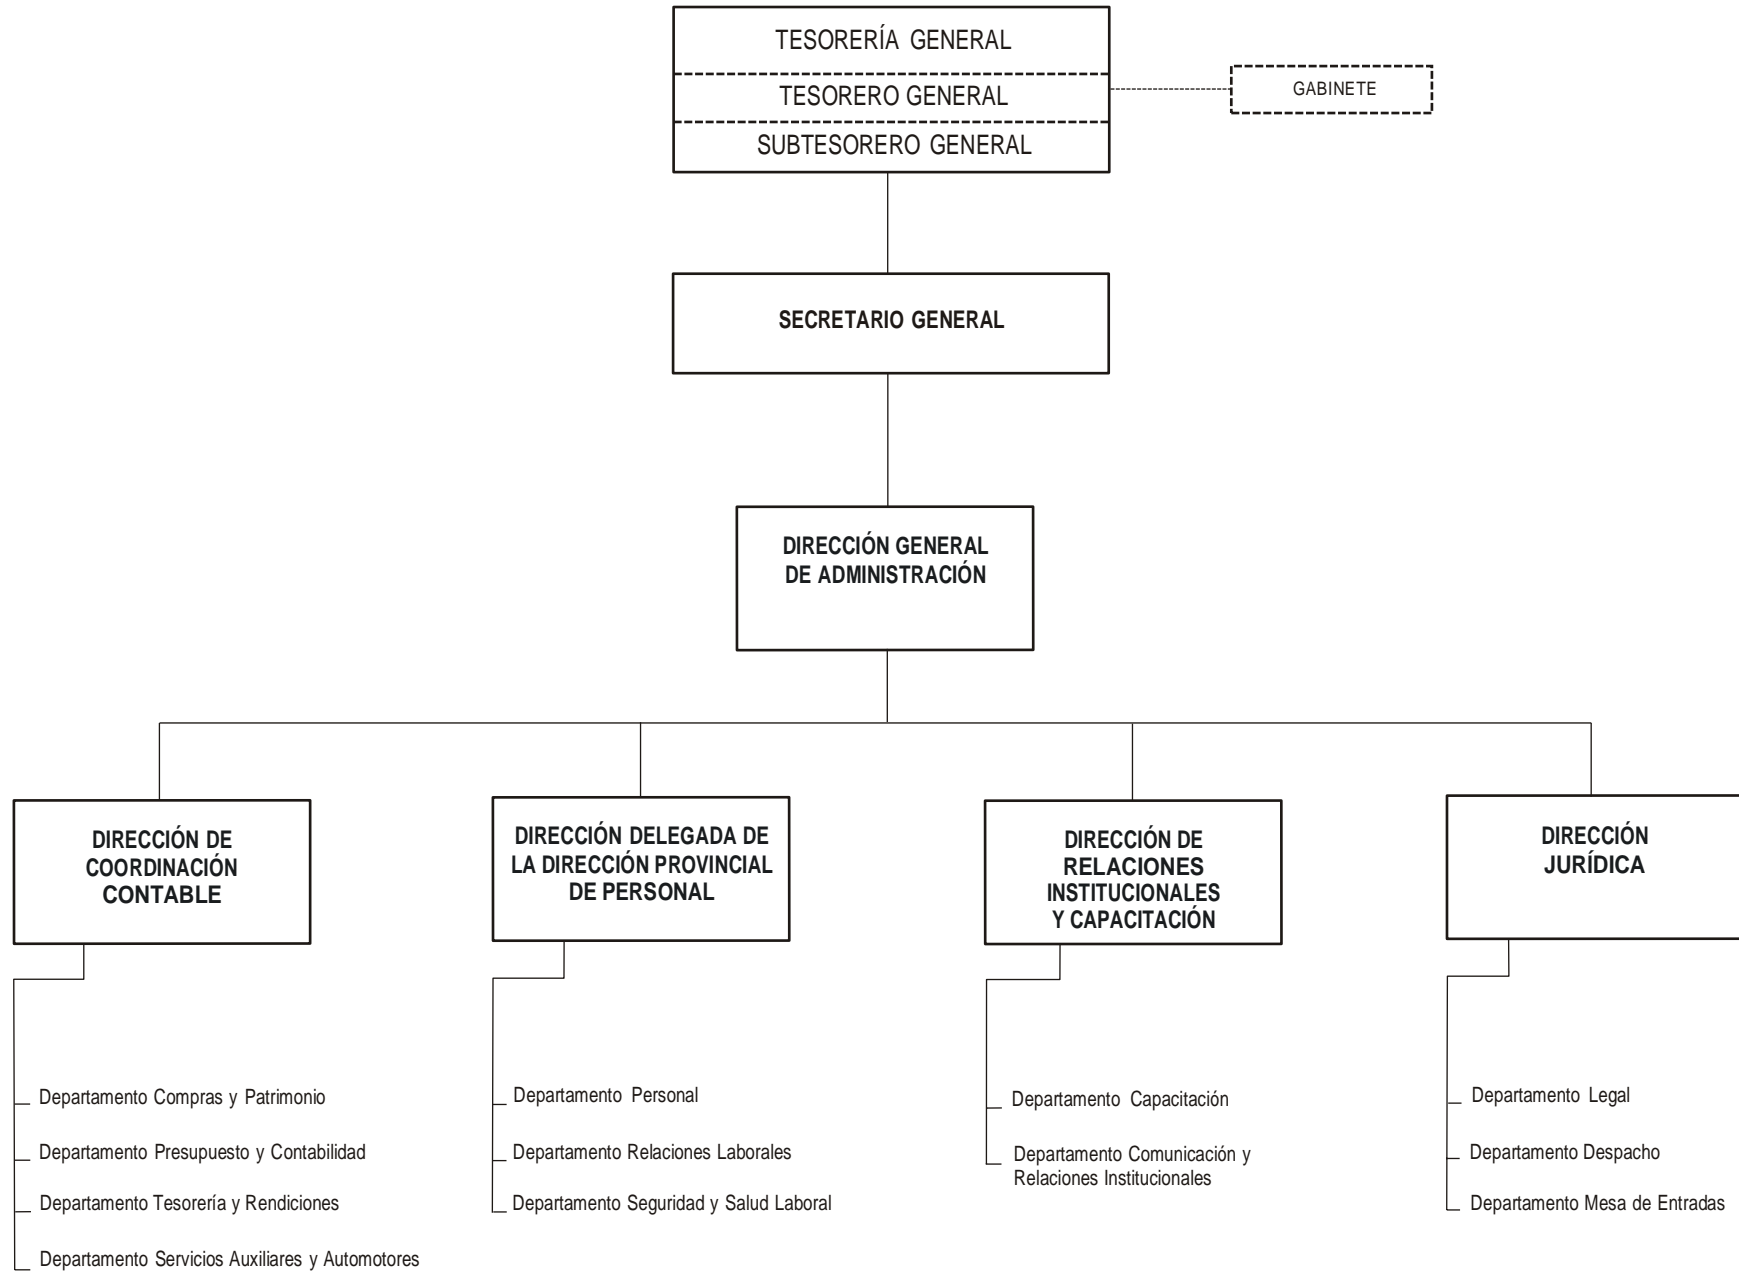 TESORERÍA GENERAL
TESORERO GENERAL
SUBTESORERO GENERAL
GABINETE
SECRETARIO GENERAL
DIRECCIÓN GENERAL
DE ADMINISTRACIÓN
DIRECCIÓN DE
COORDINACIÓN
CONTABLE
Departamento Compras y Patrimonio
Departamento Presupuesto y Contabilidad
Departamento Tesorería y Rendiciones
Departamento Servicios Auxiliares y Automotores
DIRECCIÓN DELEGADA DE
LA DIRECCIÓN PROVINCIAL
DE PERSONAL
Departamento Personal
Departamento Relaciones Laborales
Departamento Seguridad y Salud Laboral
DIRECCIÓN DE
RELACIONES
INSTITUCIONALES
Y CAPACITACIÓN
Departamento Capacitación
Departamento Comunicación y
Relaciones Institucionales
DIRECCIÓN
JURÍDICA
Departamento Legal
Departamento Despacho
Departamento Mesa de Entradas